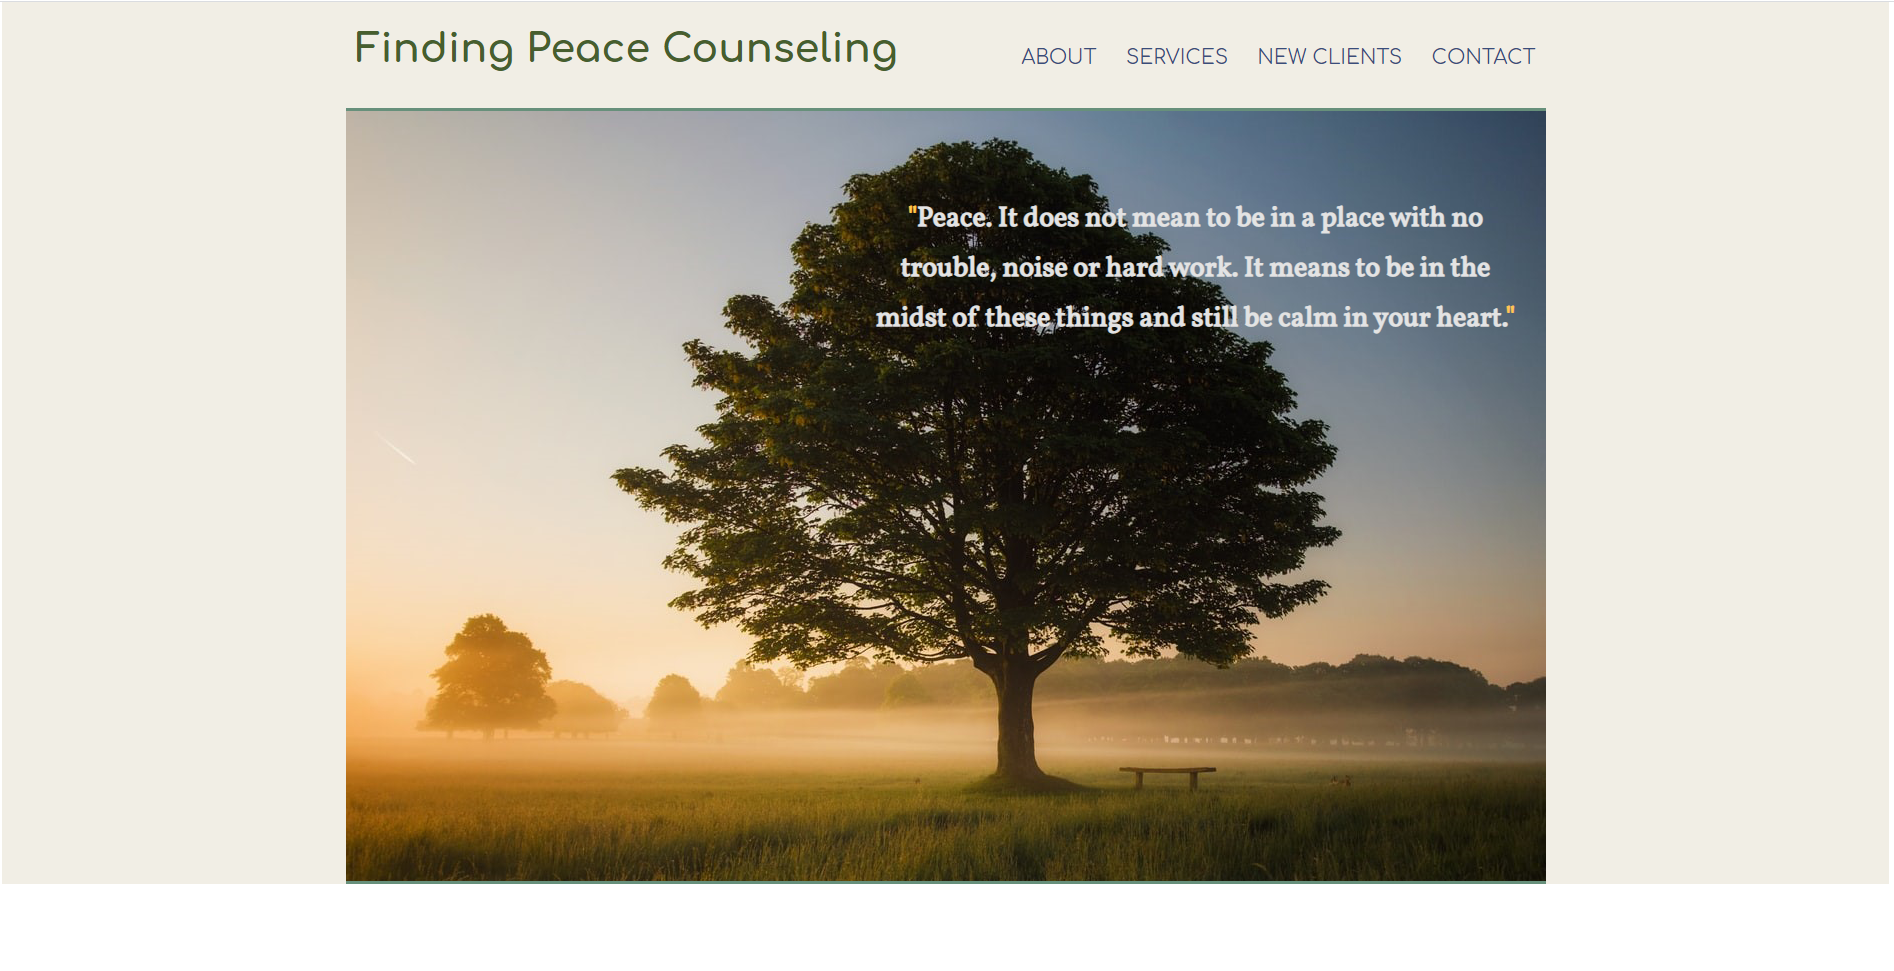 Finding Peace Counseling
ABOUT SERVICES NEW CLIENTS CONTACT
"Peace. It does not mean to be in a place with no
trouble, noise or hard work. It means to be in the
midst of these things and still be calm in your heart."